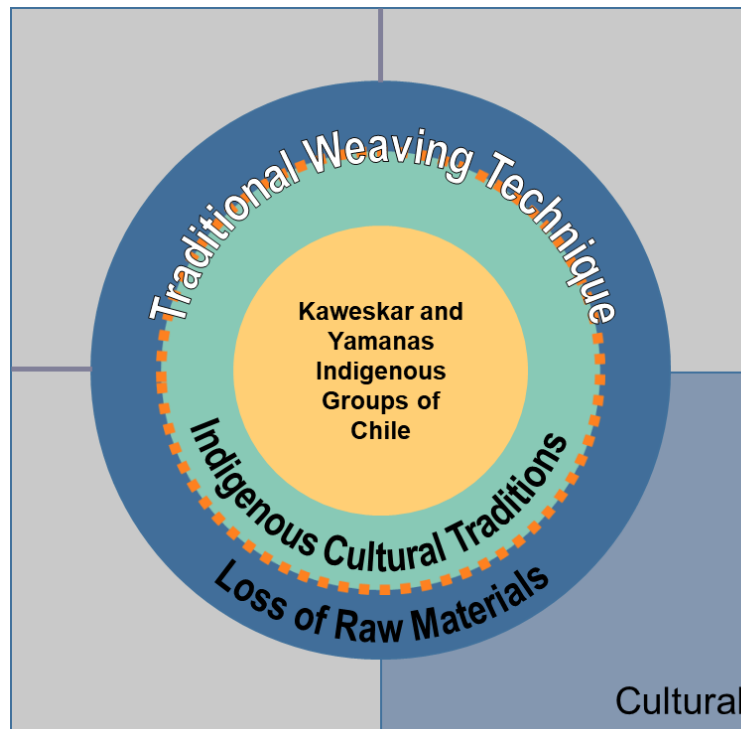 Traditional Weaving Technique
Kaweskar and
Yamanas
Indigenous
Groups of
Chile
Indigenous Cultural Traditions
Loss of Raw Materials
Cultural